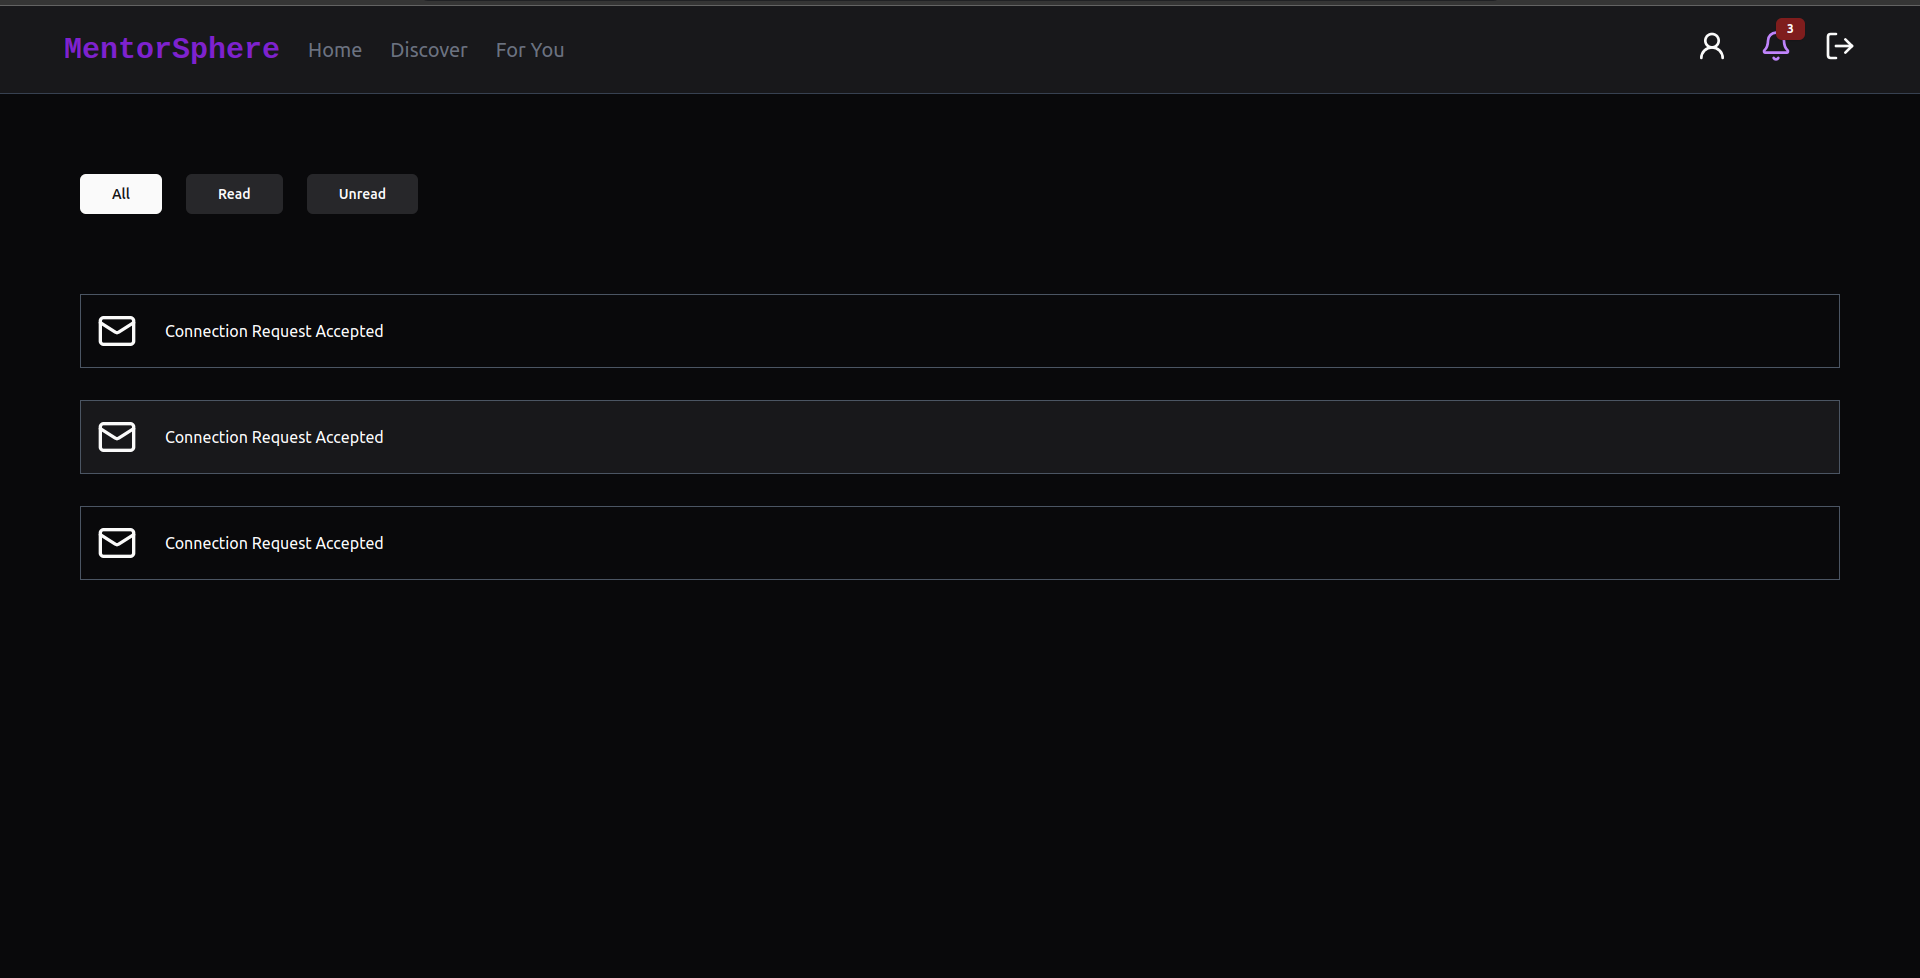 MentorSphere Home Discover For You 3
All Read Unread
Connection Request Accepted
Connection Request Accepted
Connection Request Accepted